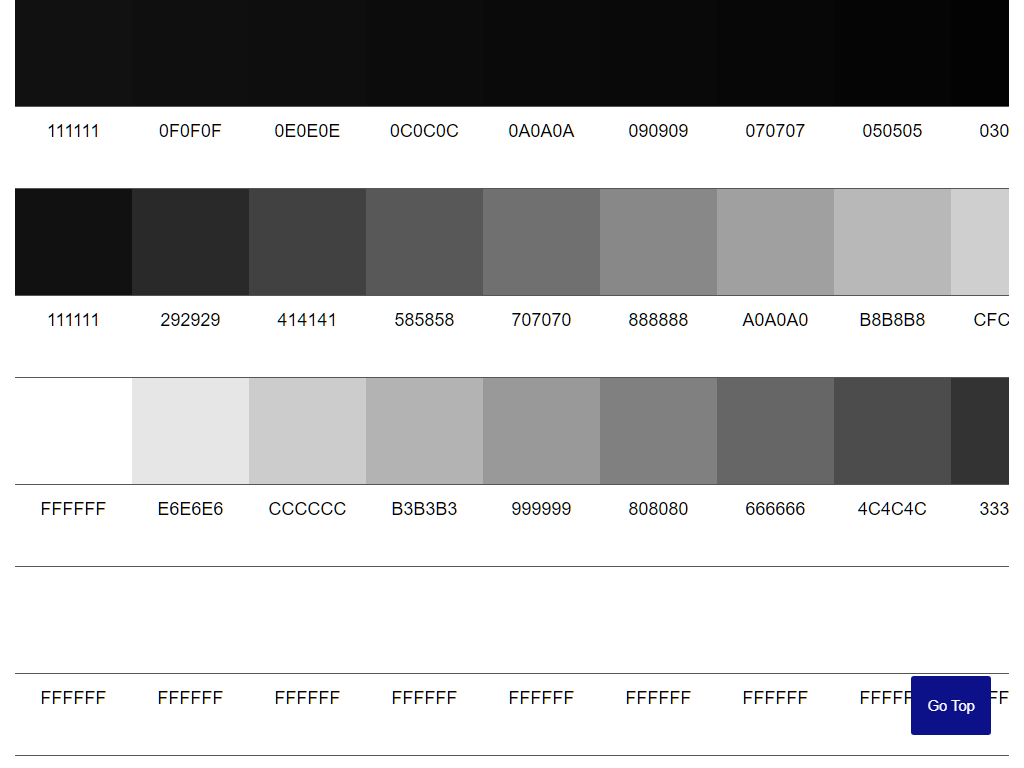 111111 0F0F0F 0E0E0E 0C0C0C 0A0A0A 090909 070707 050505 030
111111 292929 414141 585858 707070 888888 A0A0A0 B8B8B8 CFC
FFFFFF E6E6E6 CCCCCC B3B3B3 999999 808080 666666 4C4C4C 333
FFFFFF FFFFFF FFFFFF FFFFFF FFFFFF FFFFFF FFFFFF FFFFF FF
Go Top